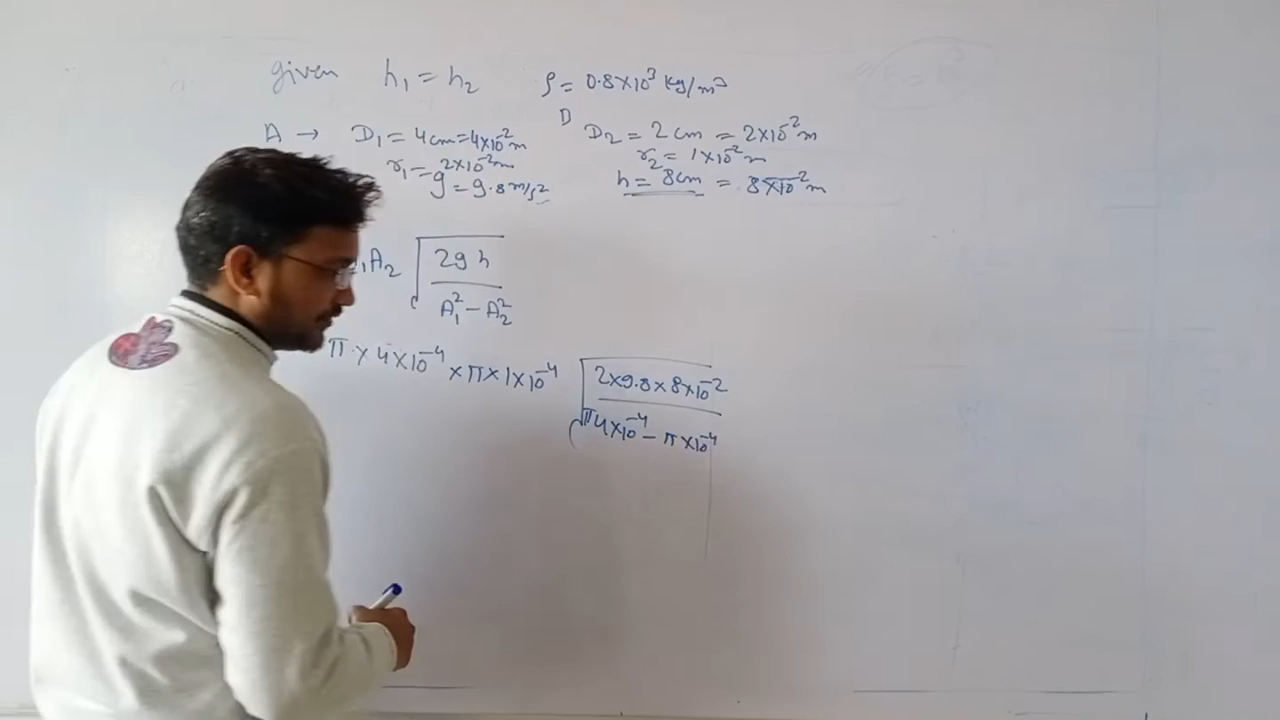 given h₁ = h₂ ρ = 0.8×10³ kg/m³
A → D₁ = 4cm = 4×10⁻² m D D₂ = 2 cm = 2×10⁻² m
r₁ = 2×10⁻² m r₂ = 1×10⁻² m
g = 9.8 m/s² h = 8cm = 8×10⁻² m
₁A₂ √ 2gh
A₁² − A₂²
π × 4×10⁻⁴ × π × 1×10⁻⁴ √ 2×9.8×8×10⁻²
π4×10⁻⁴ − π×10⁻⁴